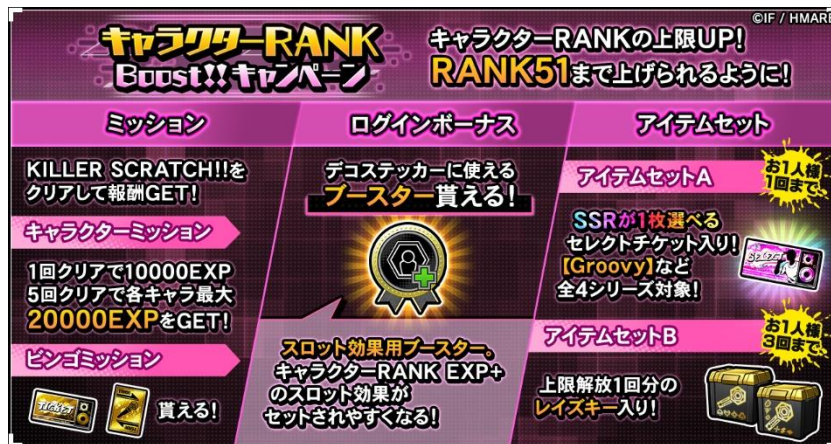 ©IF / HMARE
キャラクターRANK
Boost!!キャンペーン
キャラクターRANKの上限UP!
RANK51まで上げられるように!
ミッション
KILLER SCRATCH!!を
クリアして報酬GET!
キャラクターミッション
1回クリアで10000EXP
5回クリアで各キャラ最大
20000EXPをGET!
ビンゴミッション
TICKET
貰える!
ログインボーナス
デコステッカーに使える
ブースター貰える!
スロット効果用ブースター。
キャラクターRANK EXP+
のスロット効果が
セットされやすくなる!
アイテムセット
アイテムセットA
お1人様
1回まで
SSRが1枚選べる
セレクトチケット入り!
【Groovy】など
全4シリーズ対象!
SELECT
アイテムセットB
お1人様
3回まで
上限解放1回分の
レイズキー入り!